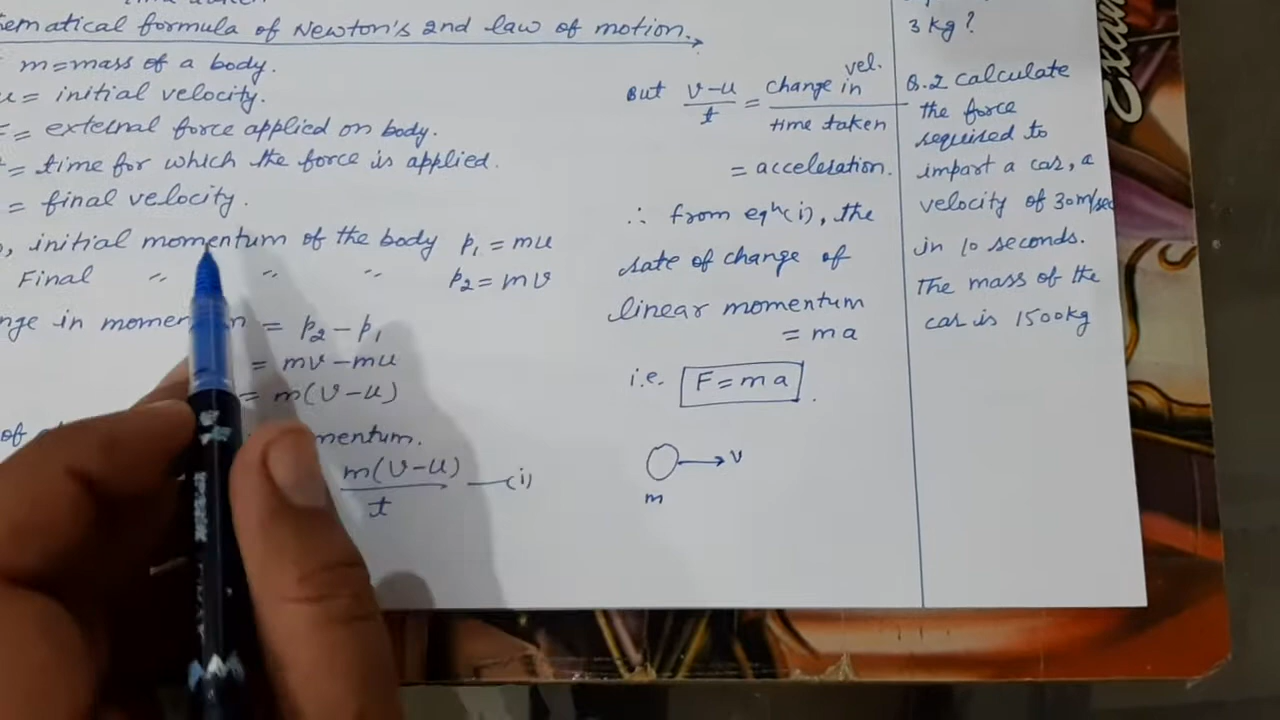 ematical formula of Newton's 2nd law of motion.
m=mass of a body.
u= initial velocity.
= external force applied on body.
= time for which the force is applied.
= final velocity.
, initial momentum of the body p₁ = mu
Final " " " p₂ = mv
nge in momen n = p₂ - p₁
= mv - mu
= m(v-u)
of mentum.
m(v-u)/t —(i)
But v-u/t = change in vel./time taken
= acceleration.
∴ from eqⁿ(i), the
rate of change of
linear momentum
= ma
i.e. F = ma
v
m
3 kg?
Q.2 calculate
the force
required to
impart a car, a
velocity of 30m/sec
in 10 seconds.
The mass of the
car is 1500kg
Exam